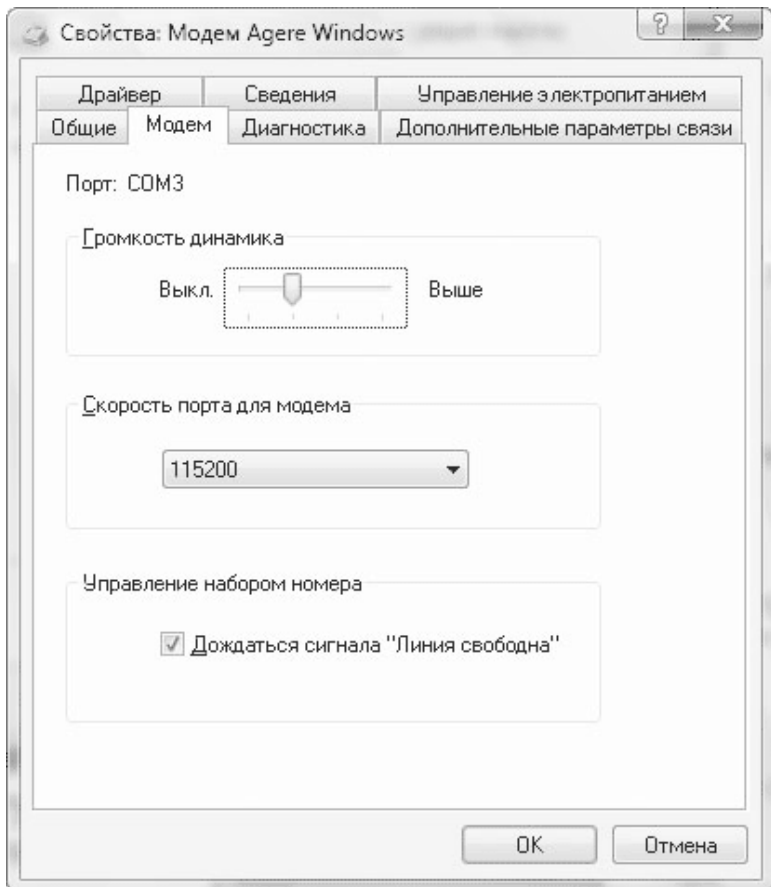 Свойства: Модем Agere Windows
Драйвер Сведения Управление электропитанием
Общие Модем Диагностика Дополнительные параметры связи
Порт: COM3
Громкость динамика
Выкл. Выше
Скорость порта для модема
115200
Управление набором номера
Дождаться сигнала "Линия свободна"
OK Отмена